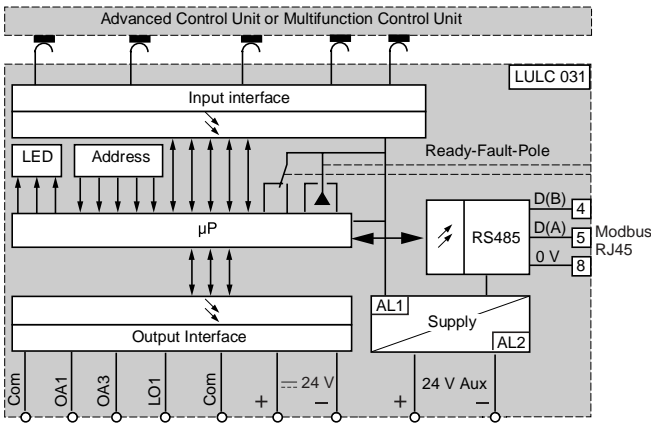 Advanced Control Unit or Multifunction Control Unit
LULC 031
Input interface
Ready-Fault-Pole
LED
Address
µP
RS485
D(B)
4
D(A)
5
0 V
8
Modbus
RJ45
AL1
Supply
AL2
Output Interface
Com
OA1
OA3
LO1
Com
+
24 V
−
+
24 V Aux
−